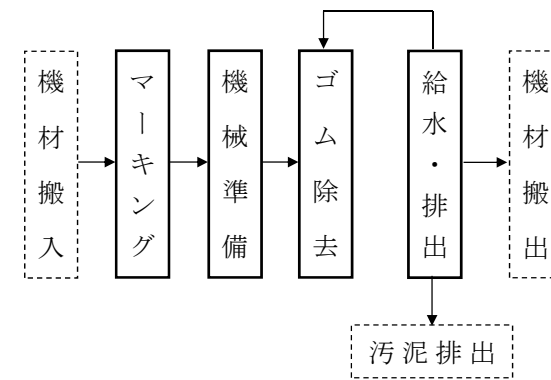 機材搬入
マーキング
機械準備
ゴム除去
給水・排出
機材搬出
汚泥排出